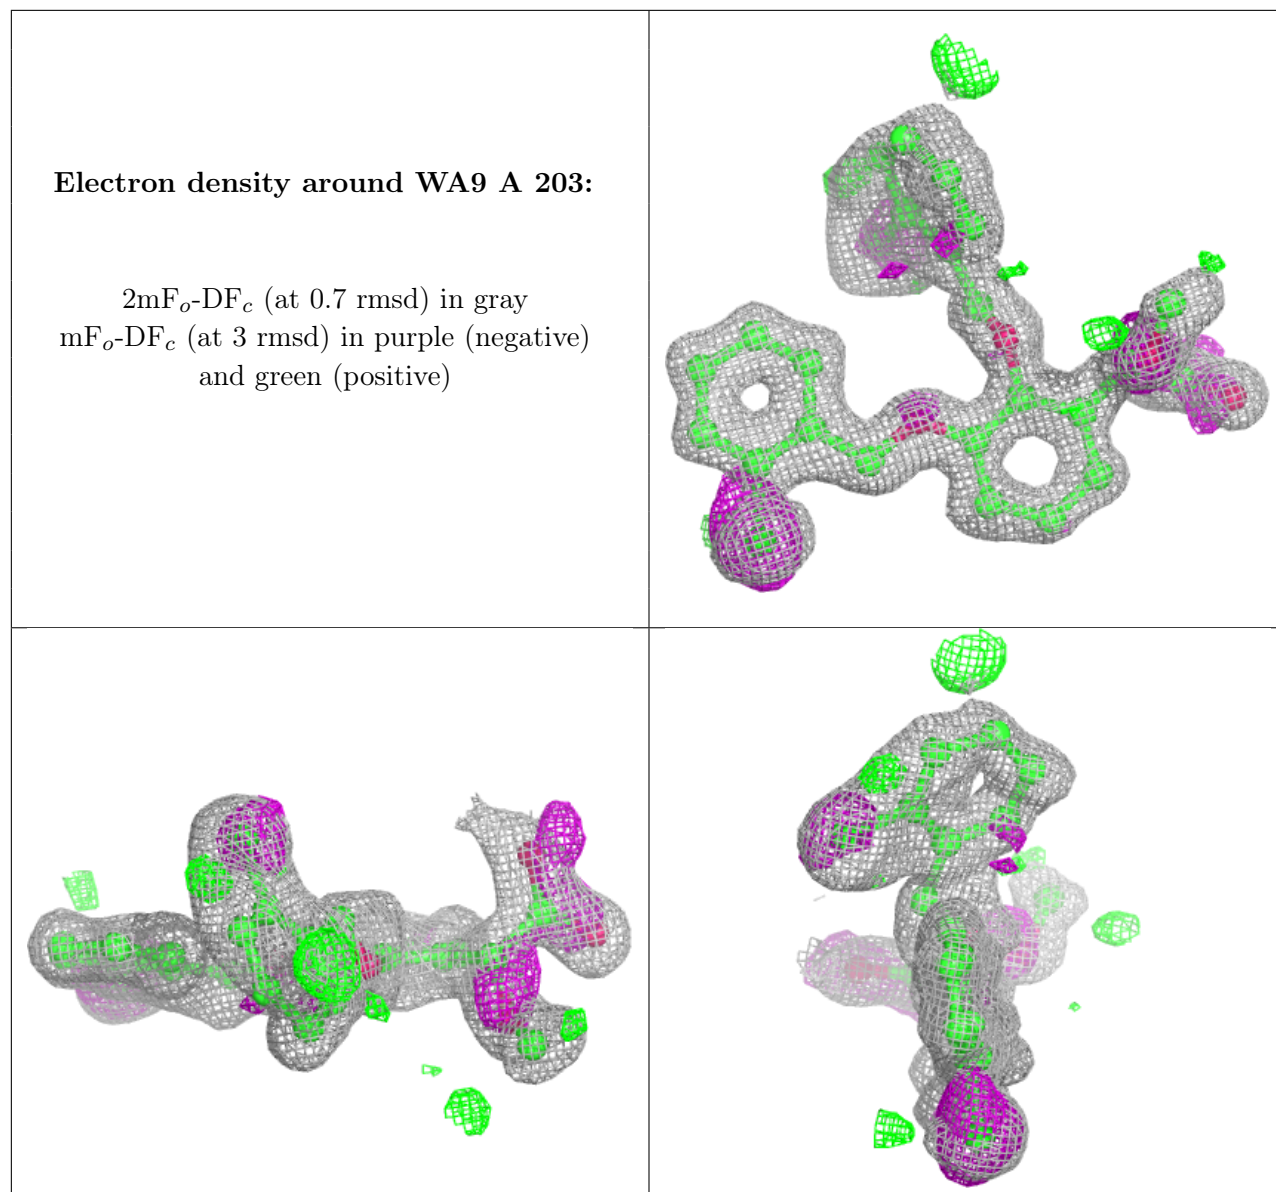 Electron density around WA9 A 203:
2mFo-DFc (at 0.7 rmsd) in gray
mFo-DFc (at 3 rmsd) in purple (negative)
and green (positive)